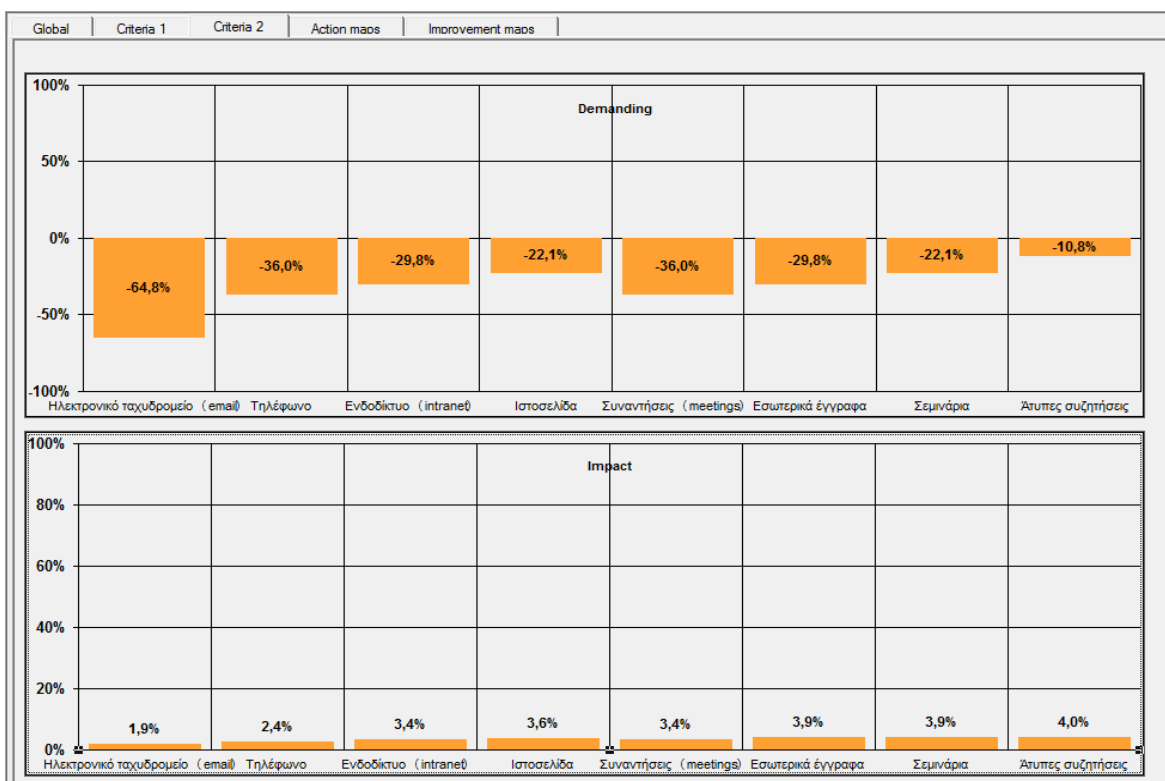 Global Criteria 1 Criteria 2 Action maps Improvement maps
100%
Demanding
50%
0%
-64,8% -36,0% -29,8% -22,1% -36,0% -29,8% -22,1% -10,8%
-50%
-100%
Ηλεκτρονικό ταχυδρομείο (email) Τηλέφωνο Ενδοδίκτυο (intranet) Ιστοσελίδα Συναντήσεις (meetings) Εσωτερικά έγγραφα Σεμινάρια Άτυπες συζητήσεις
100%
Impact
80%
60%
40%
20%
1,9% 2,4% 3,4% 3,6% 3,4% 3,9% 3,9% 4,0%
0%
Ηλεκτρονικό ταχυδρομείο (email) Τηλέφωνο Ενδοδίκτυο (intranet) Ιστοσελίδα Συναντήσεις (meetings) Εσωτερικά έγγραφα Σεμινάρια Άτυπες συζητήσεις